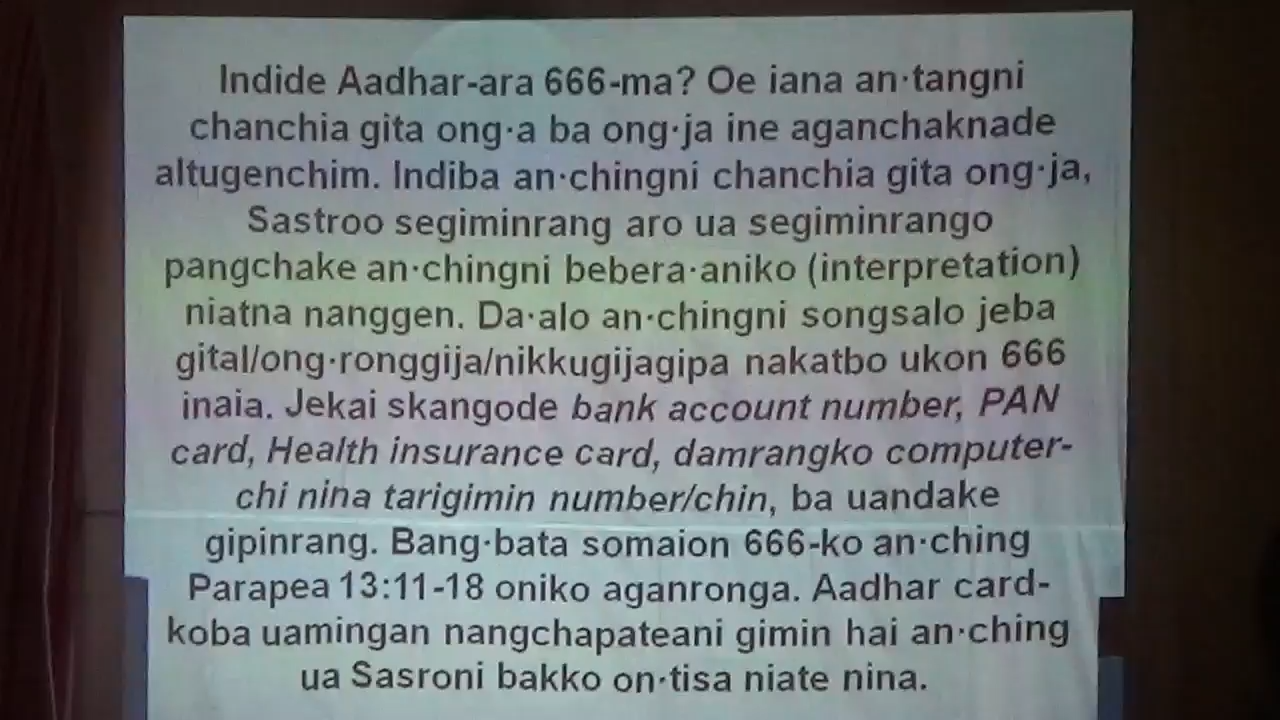 Indide Aadhar-ara 666-ma? Oe iana an·tangni
chanchia gita ong·a ba ong·ja ine aganchaknade
altugenchim. Indiba an·chingni chanchia gita ong·ja,
Sastroo segiminrang aro ua segiminrango
pangchake an·chingni bebera·aniko (interpretation)
niatna nanggen. Da·alo an·chingni songsalo jeba
gital/ong·ronggija/nikkugijagipa nakatbo ukon 666
inaia. Jekai skangode bank account number, PAN
card, Health insurance card, damrangko computer-
chi nina tarigimin number/chin, ba uandake
gipinrang. Bang·bata somaion 666-ko an·ching
Parapea 13:11-18 oniko aganronga. Aadhar card-
koba uamingan nangchapateani gimin hai an·ching
ua Sasroni bakko on·tisa niate nina.